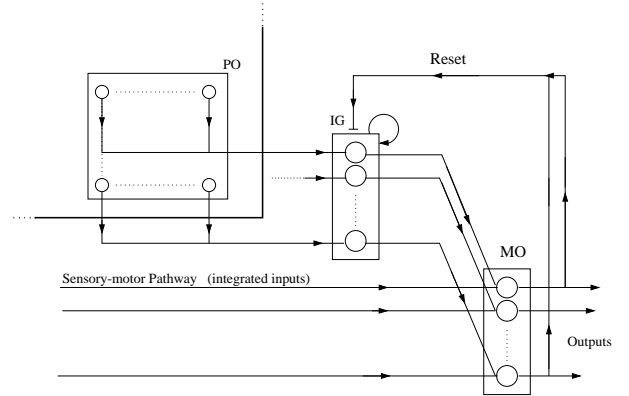 PO
Reset
IG
MO
Sensory-motor Pathway (integrated inputs)
Outputs